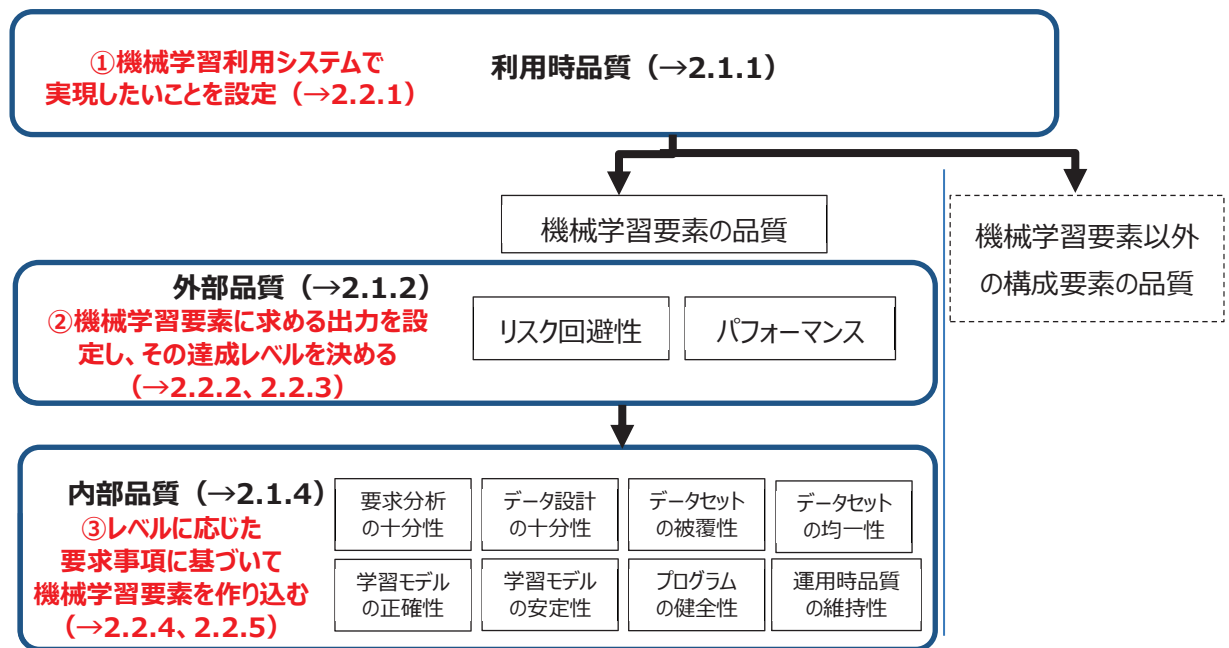 ①機械学習利用システムで
実現したいことを設定（→2.2.1）
利用時品質（→2.1.1）
機械学習要素の品質
機械学習要素以外
の構成要素の品質
外部品質（→2.1.2）
②機械学習要素に求める出力を設
定し、その達成レベルを決める
（→2.2.2、2.2.3）
リスク回避性
パフォーマンス
内部品質（→2.1.4）
③レベルに応じた
要求事項に基づいて
機械学習要素を作り込む
（→2.2.4、2.2.5）
要求分析
の十分性
データ設計
の十分性
データセット
の被覆性
データセット
の均一性
学習モデル
の正確性
学習モデル
の安定性
プログラム
の健全性
運用時品質
の維持性